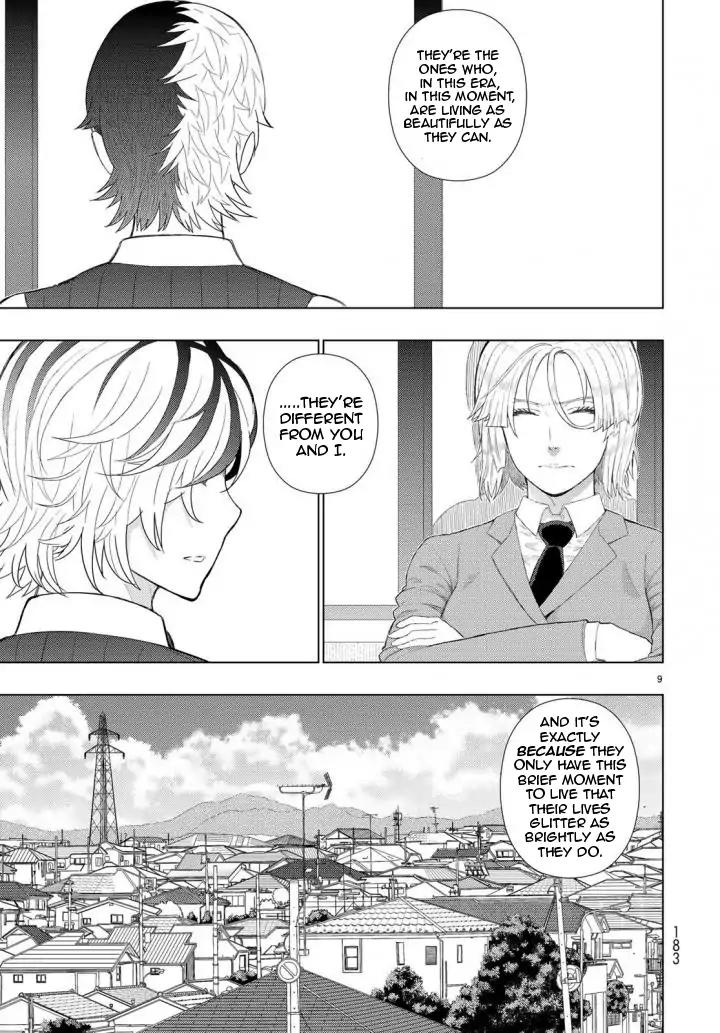 THEY'RE THE
ONES WHO,
IN THIS ERA,
IN THIS MOMENT,
ARE LIVING AS
BEAUTIFULLY AS
THEY CAN.
.....THEY'RE
DIFFERENT
FROM YOU
AND I.
9
AND IT'S
EXACTLY
BECAUSE THEY
ONLY HAVE THIS
BRIEF MOMENT
TO LIVE THAT
THEIR LIVES
GLITTER AS
BRIGHTLY AS
THEY DO.
183